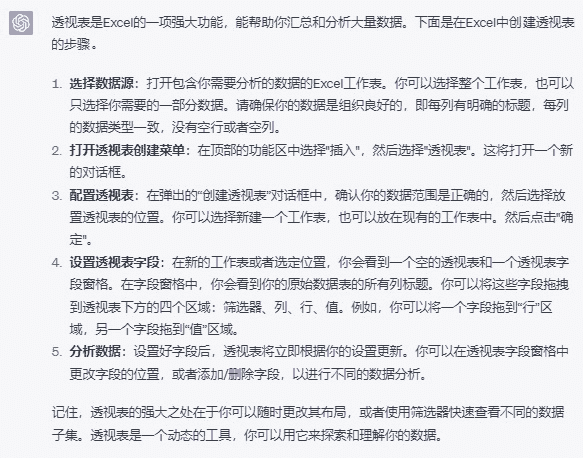 透视表是Excel的一项强大功能，能帮助你汇总和分析大量数据。下面是在Excel中创建透视表
的步骤。
1. 选择数据源：打开包含你需要分析的数据的Excel工作表。你可以选择整个工作表，也可以
只选择你需要的一部分数据。请确保你的数据是组织良好的，即每列有明确的标题，每列
的数据类型一致，没有空行或者空列。
2. 打开透视表创建菜单：在顶部的功能区中选择"插入"，然后选择"透视表"。这将打开一个新
的对话框。
3. 配置透视表：在弹出的“创建透视表”对话框中，确认你的数据范围是正确的，然后选择放
置透视表的位置。你可以选择新建一个工作表，也可以放在现有的工作表中。然后点击"确
定"。
4. 设置透视表字段：在新的工作表或者选定位置，你会看到一个空的透视表和一个透视表字
段窗格。在字段窗格中，你会看到你的原始数据表的所有列标题。你可以将这些字段拖拽
到透视表下方的四个区域：筛选器、列、行、值。例如，你可以将一个字段拖到“行”区
域，另一个字段拖到“值”区域。
5. 分析数据：设置好字段后，透视表将立即根据你的设置更新。你可以在透视表字段窗格中
更改字段的位置，或者添加/删除字段，以进行不同的数据分析。
记住，透视表的强大之处在于你可以随时更改其布局，或者使用筛选器快速查看不同的数据
子集。透视表是一个动态的工具，你可以用它来探索和理解你的数据。